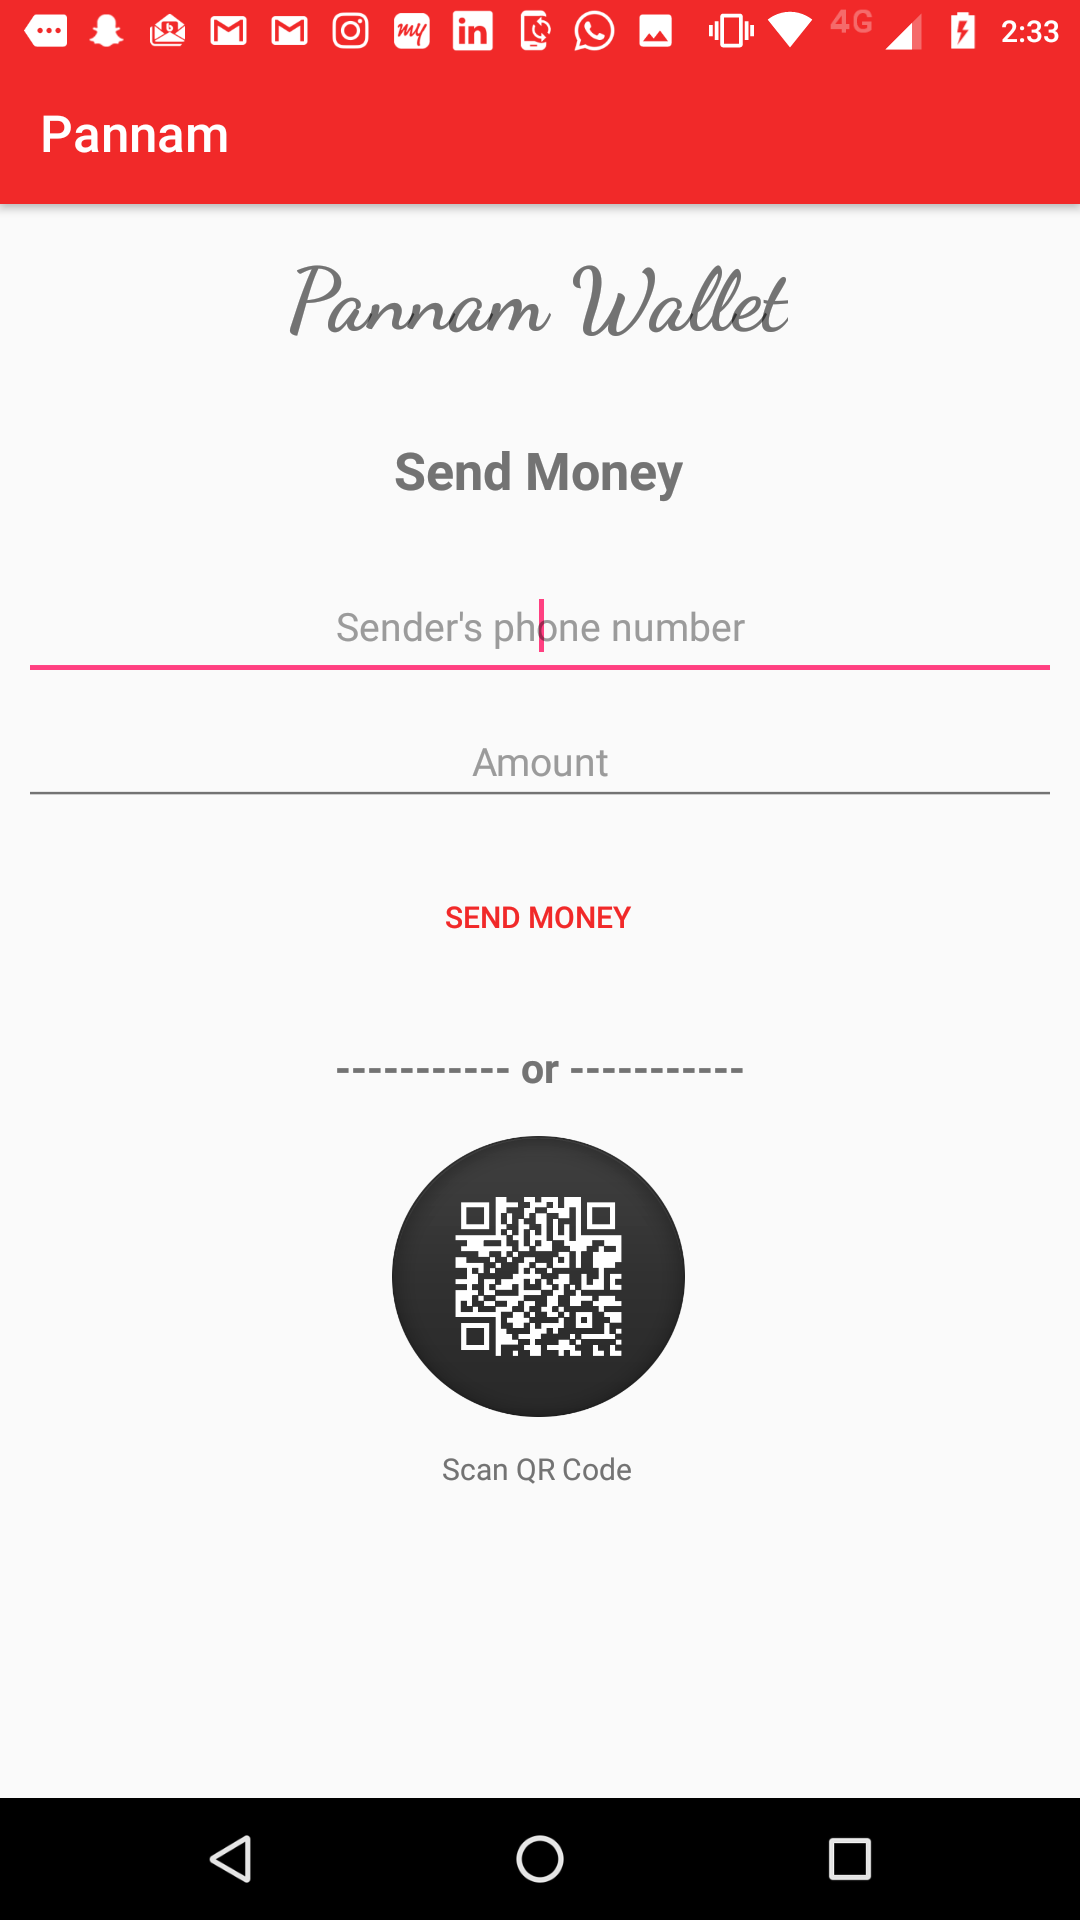 4G 2:33
Pannam
Pannam Wallet
Send Money
Sender's phone number
Amount
SEND MONEY
----------- or -----------
Scan QR Code